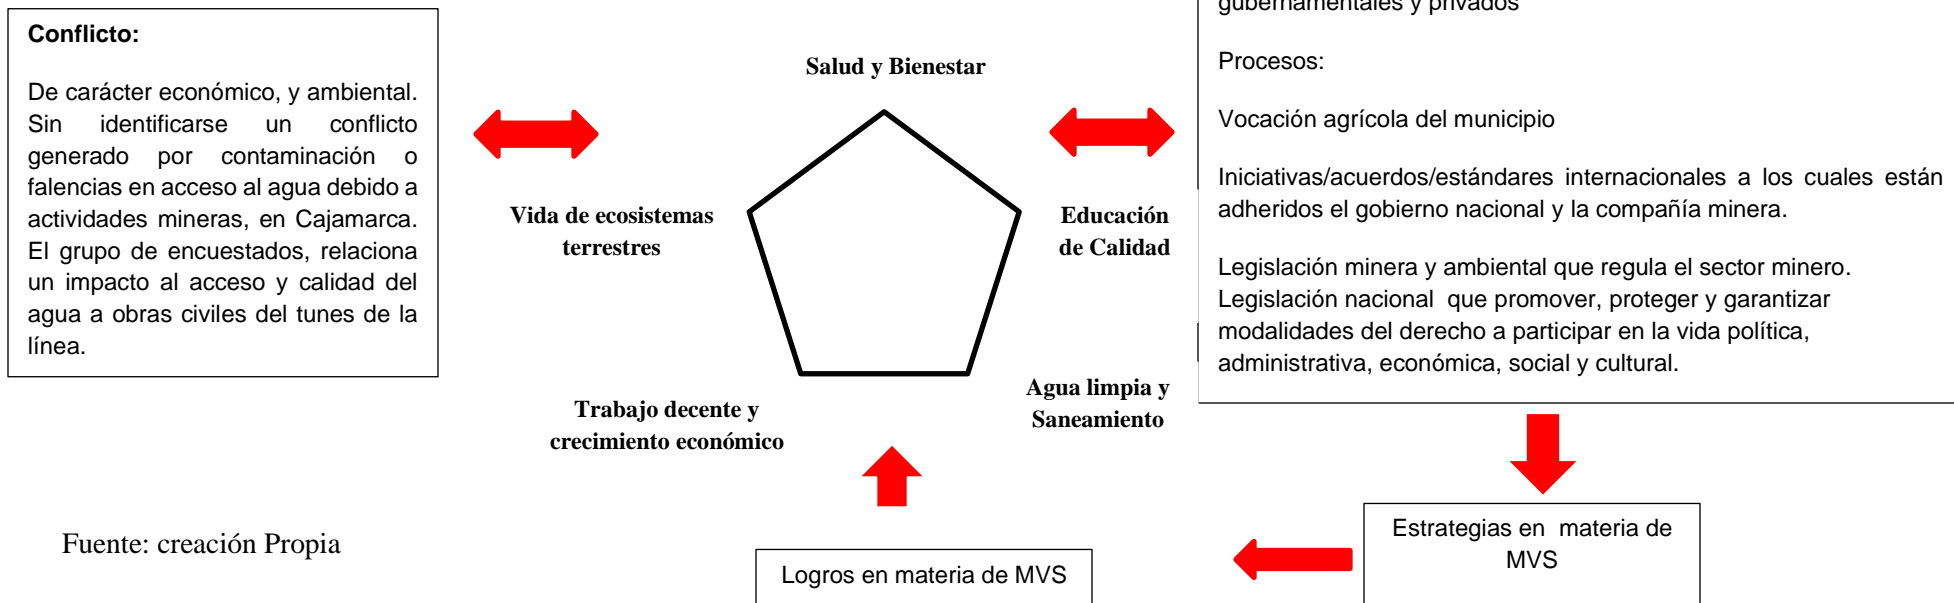 Conflicto:
De carácter económico, y ambiental.
Sin identificarse un conflicto
generado por contaminación o
falencias en acceso al agua debido a
actividades mineras, en Cajamarca.
El grupo de encuestados, relaciona
un impacto al acceso y calidad del
agua a obras civiles del tunes de la
línea.
Salud y Bienestar
Vida de ecosistemas
terrestres
Educación
de Calidad
Trabajo decente y
crecimiento económico
Agua limpia y
Saneamiento
gubernamentales y privados
Procesos:
Vocación agrícola del municipio
Iniciativas/acuerdos/estándares internacionales a los cuales están
adheridos el gobierno nacional y la compañía minera.
Legislación minera y ambiental que regula el sector minero.
Legislación nacional que promover, proteger y garantizar
modalidades del derecho a participar en la vida política,
administrativa, económica, social y cultural.
Estrategias en materia de
MVS
Logros en materia de MVS
Fuente: creación Propia